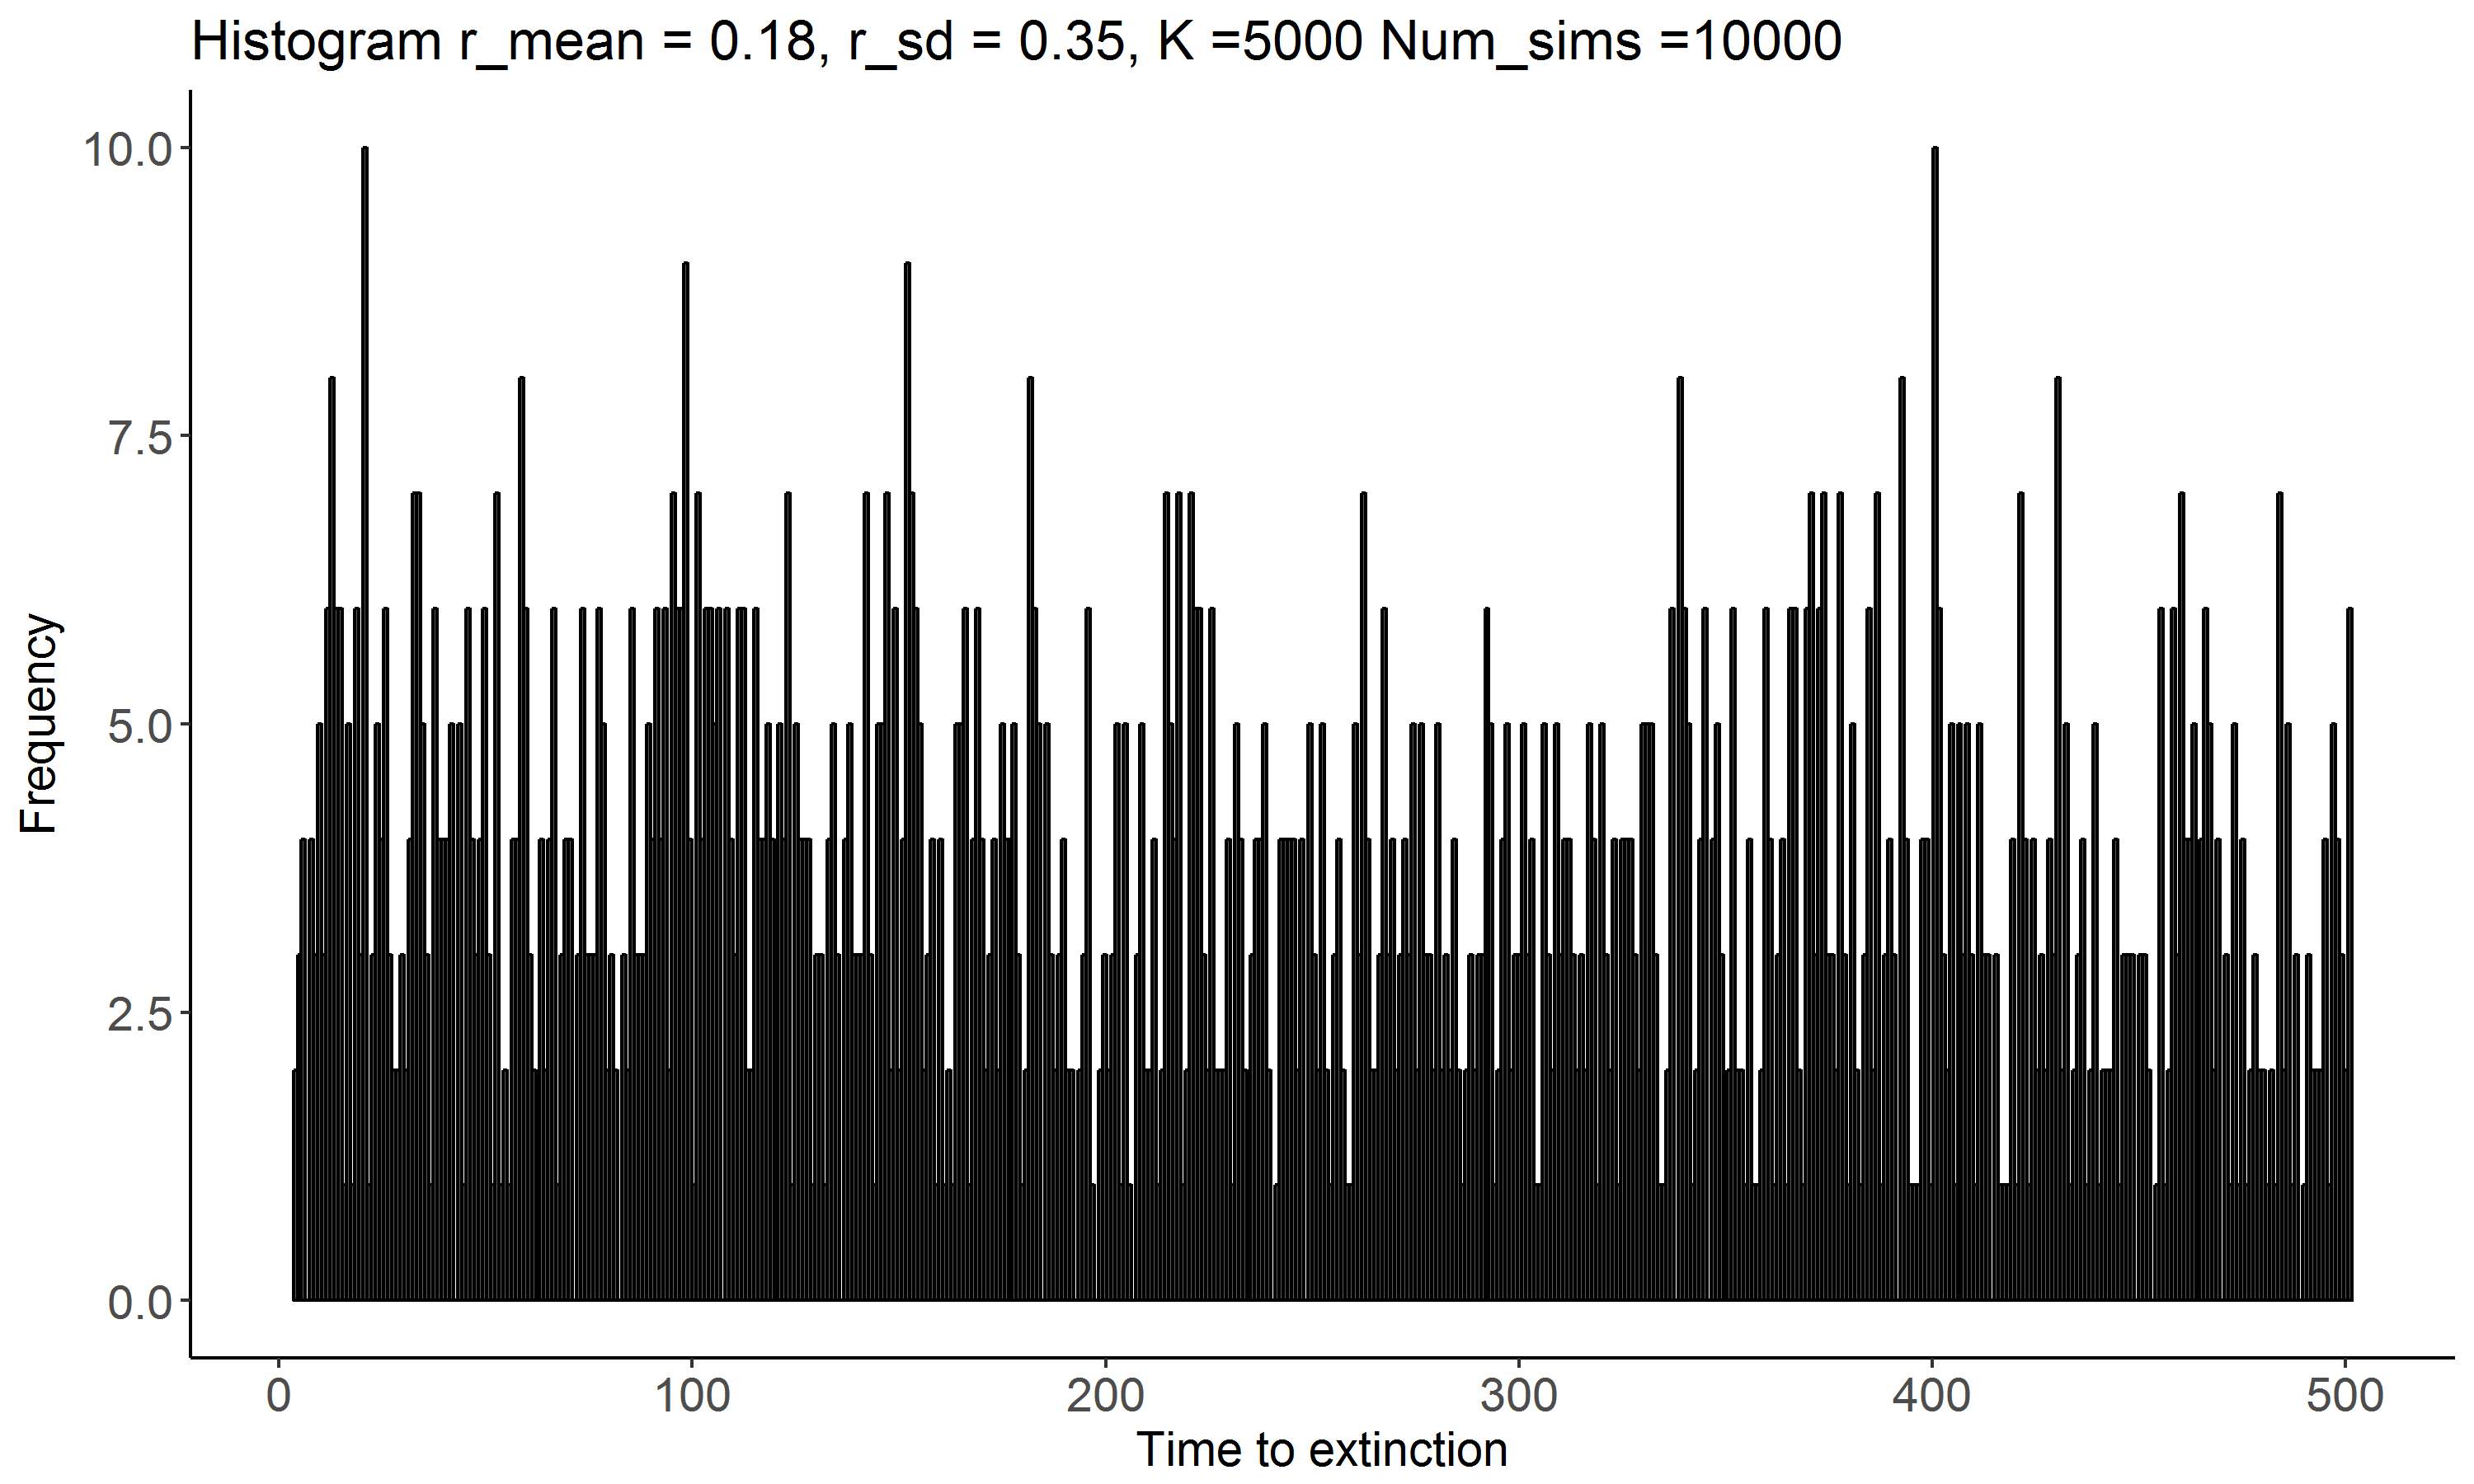 Histogram r_mean = 0.18, r_sd = 0.35, K =5000 Num_sims =10000
10.0
7.5
5.0
2.5
0.0
Frequency
0 100 200 300 400 500
Time to extinction